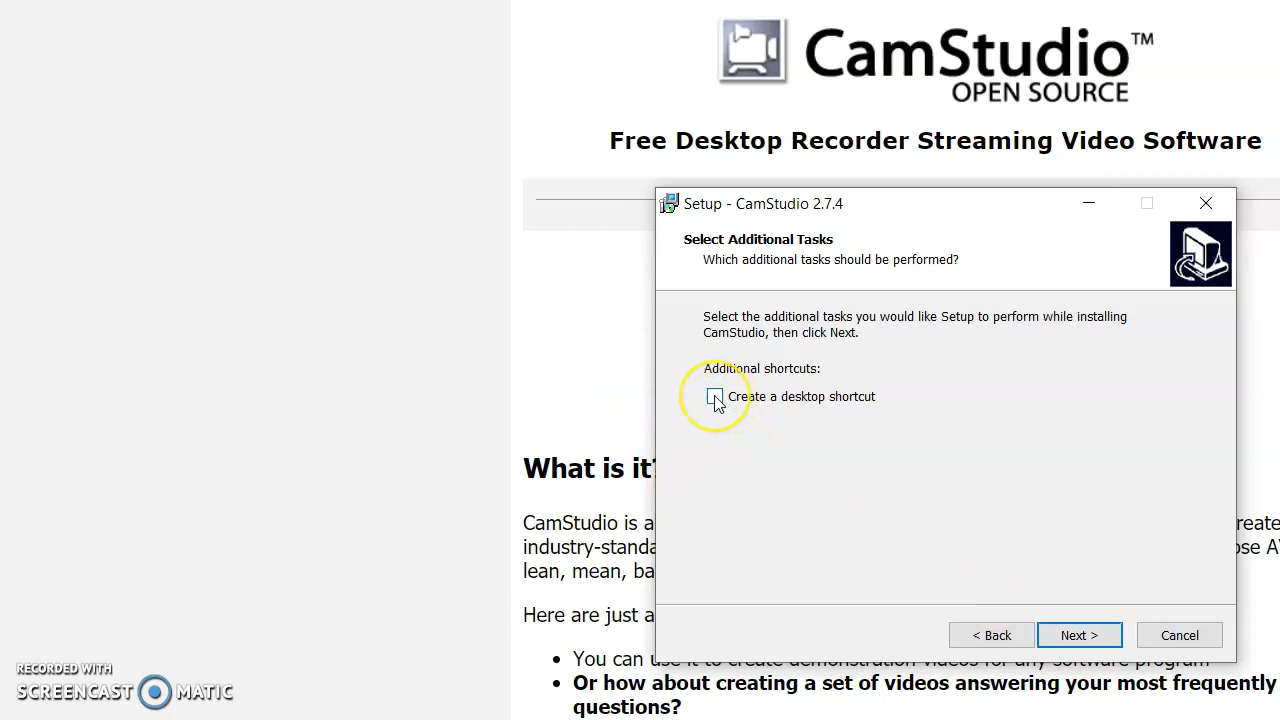 CamStudio™
OPEN SOURCE
Free Desktop Recorder Streaming Video Software
Setup - CamStudio 2.7.4
Select Additional Tasks
Which additional tasks should be performed?
Select the additional tasks you would like Setup to perform while installing
CamStudio, then click Next.
Additional shortcuts:
Create a desktop shortcut
< Back
Next >
Cancel
What is it?
CamStudio is a
industry-standa
lean, mean, ba
Here are just a
• You can use it to create demonstration videos for any software program
• Or how about creating a set of videos answering your most frequently
questions?
RECORDED WITH
SCREENCAST MATIC